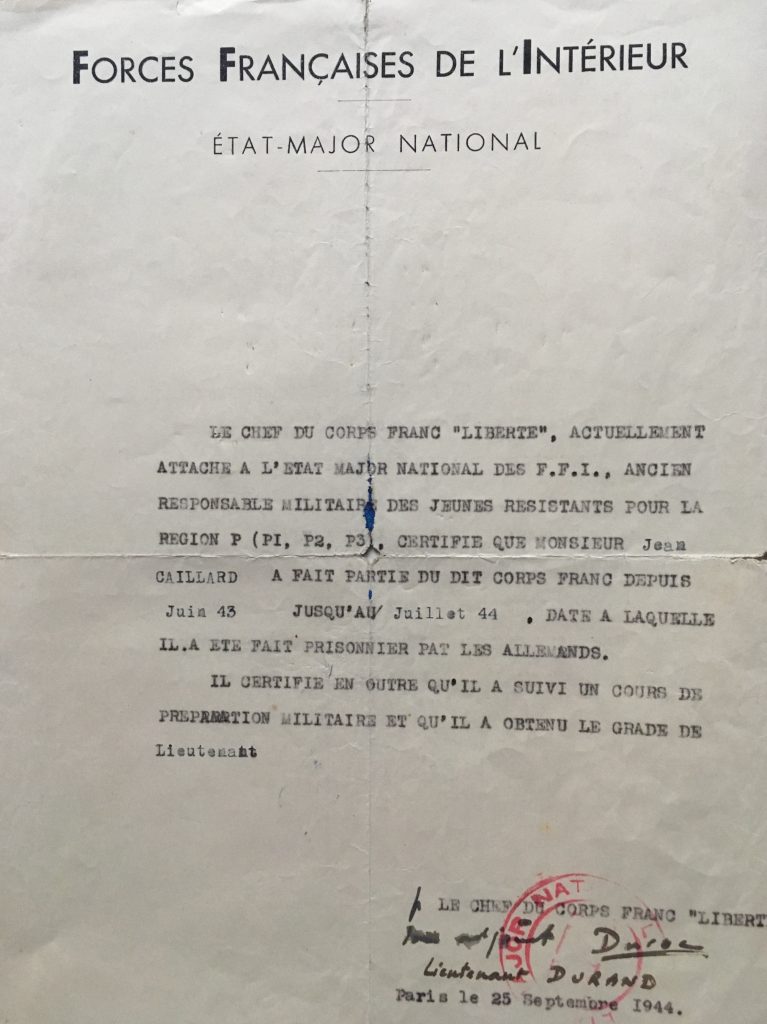 FORCES FRANÇAISES DE L'INTÉRIEUR
ÉTAT-MAJOR NATIONAL
LE CHEF DU CORPS FRANC "LIBERTE", ACTUELLEMENT
ATTACHE A L'ETAT MAJOR NATIONAL DES F.F.I., ANCIEN
RESPONSABLE MILITAIRE DES JEUNES RESISTANTS POUR LA
REGION P (PI, P2, P3), CERTIFIE QUE MONSIEUR Jean
CAILLARD A FAIT PARTIE DU DIT CORPS FRANC DEPUIS
Juin 43 JUSQU'AU/ Juillet 44 , DATE A LAQUELLE
IL.A ETE FAIT PRISONNIER PAT LES ALLEMANDS.
IL CERTIFIE EN OUTRE QU'IL A SUIVI UN COURS DE
PREPARATION MILITAIRE ET QU'IL A OBTENU LE GRADE DE
Lieutenant
p LE CHEF DU CORPS FRANC "LIBERT
adjoint Duroc
Lieutenant DURAND
Paris le 25 Septembre 1944.
JOR NAT